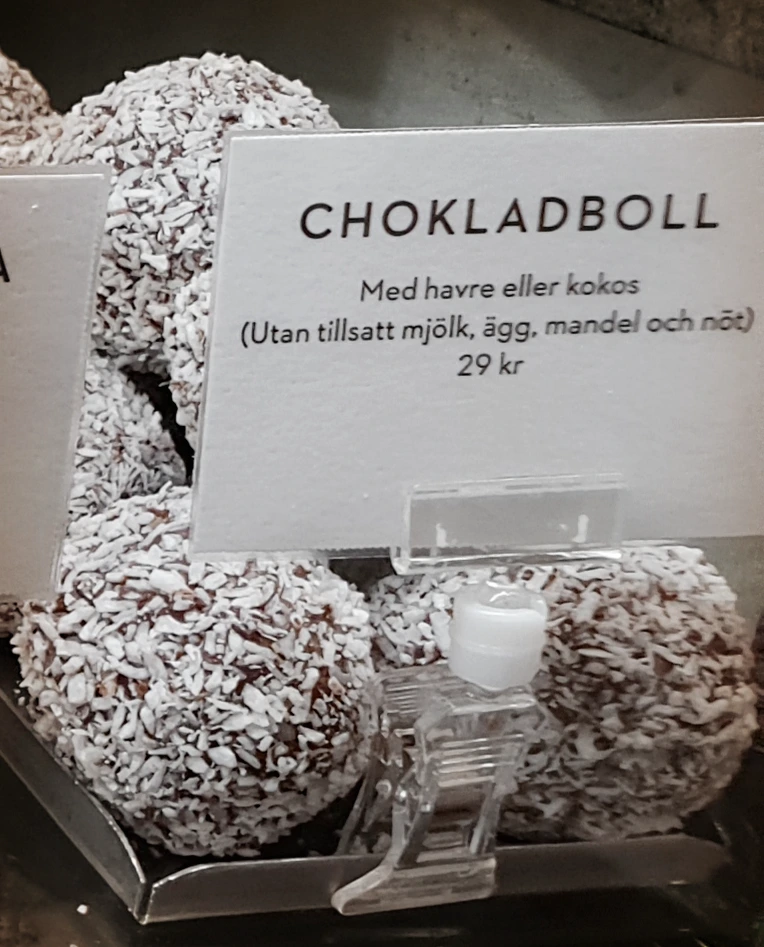 CHOKLADBOLL
Med havre eller kokos
(Utan tillsatt mjölk, ägg, mandel och nöt)
29 kr